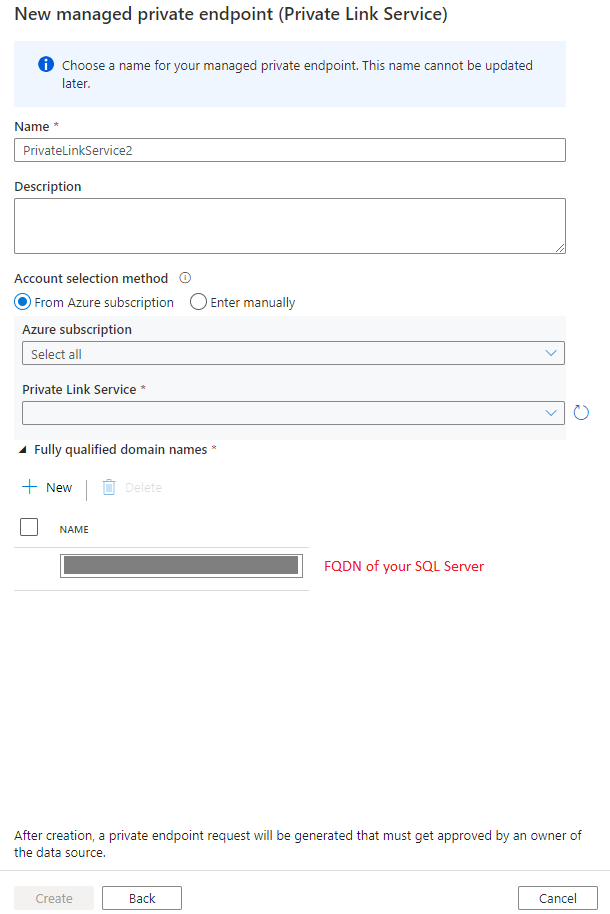 New managed private endpoint (Private Link Service)
Choose a name for your managed private endpoint. This name cannot be updated
later.
Name *
PrivateLinkService2
Description
Account selection method
From Azure subscription
Enter manually
Azure subscription
Select all
Private Link Service *
Fully qualified domain names *
New
Delete
NAME
FQDN of your SQL Server
After creation, a private endpoint request will be generated that must get approved by an owner of
the data source.
Create
Back
Cancel